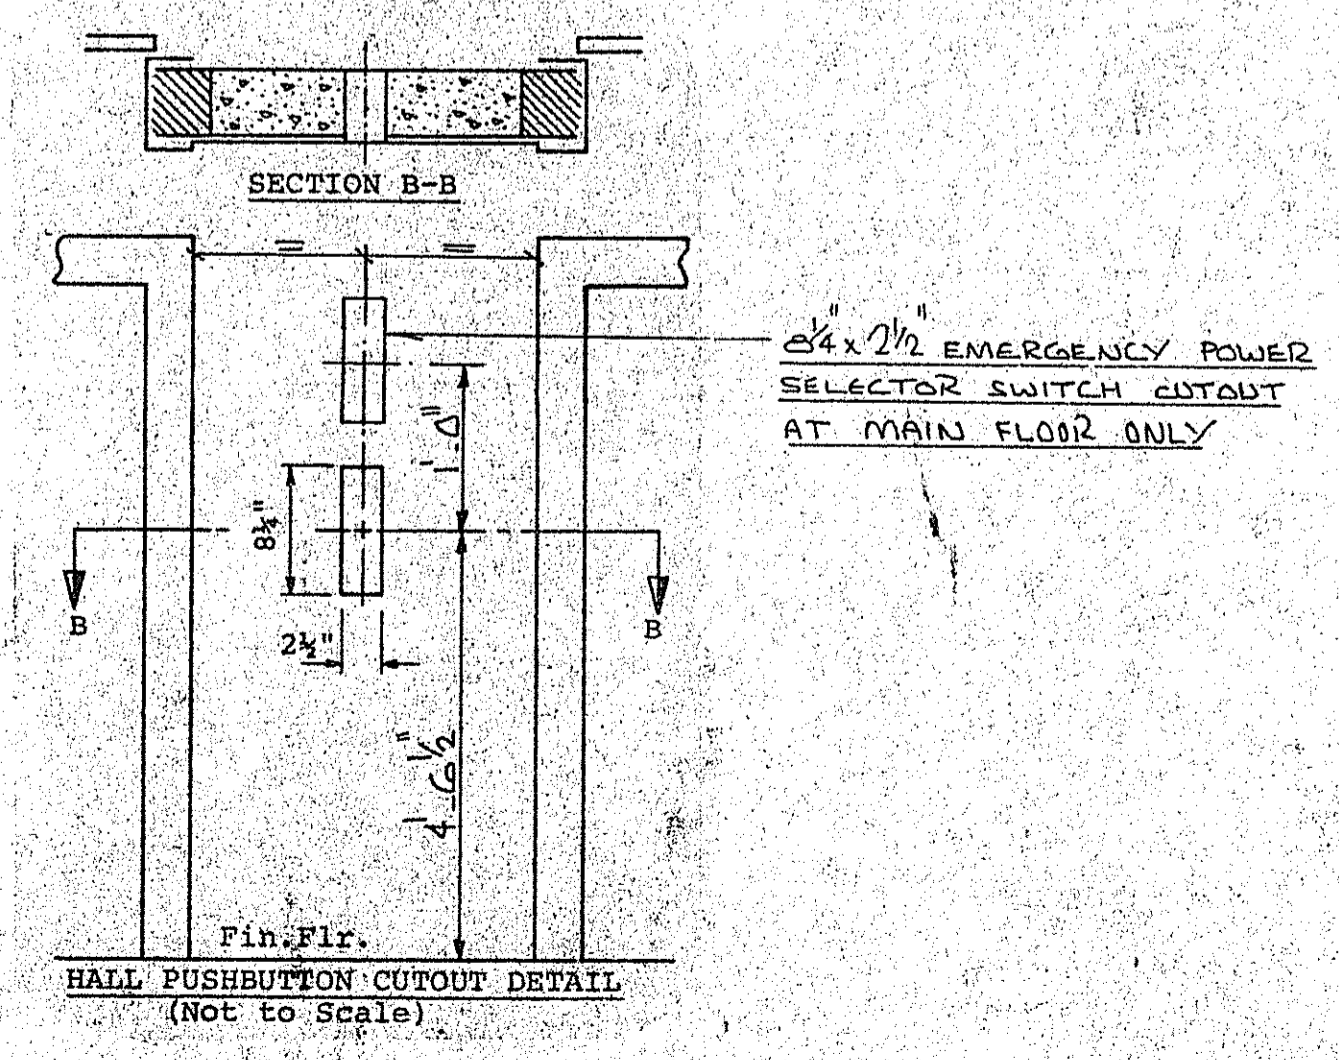 SECTION B-B
=
=
8¼" x 2½" EMERGENCY POWER
SELECTOR SWITCH CUTOUT
AT MAIN FLOOR ONLY
1'-0"
8¼"
B
B
2½"
4'-6½"
Fin.Flr.
HALL PUSHBUTTON CUTOUT DETAIL
(Not to Scale)